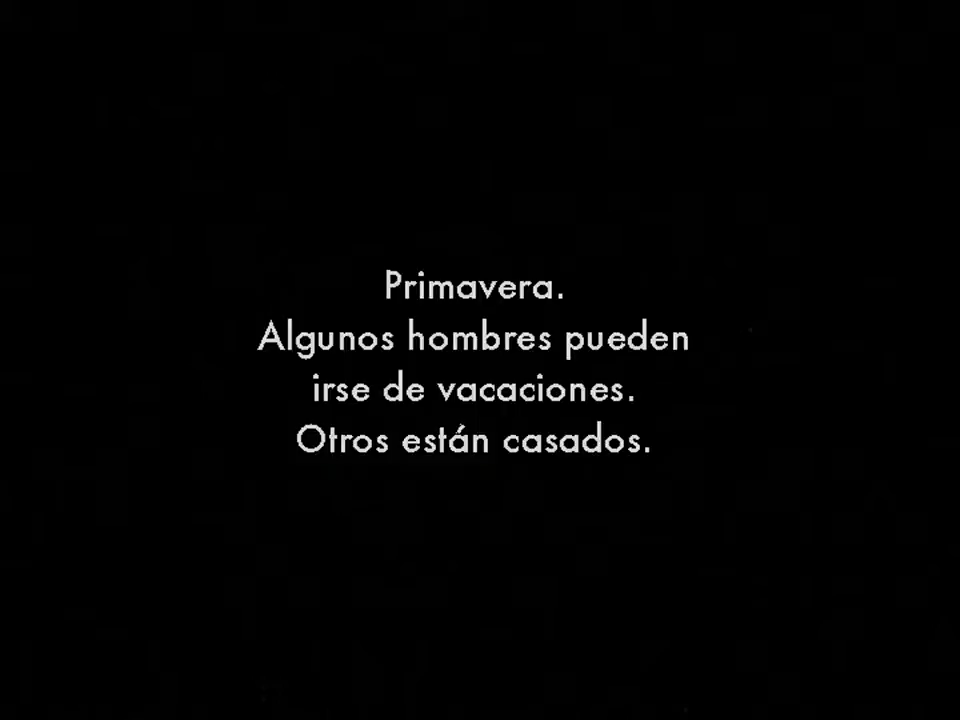 Primavera.
Algunos hombres pueden
irse de vacaciones.
Otros están casados.